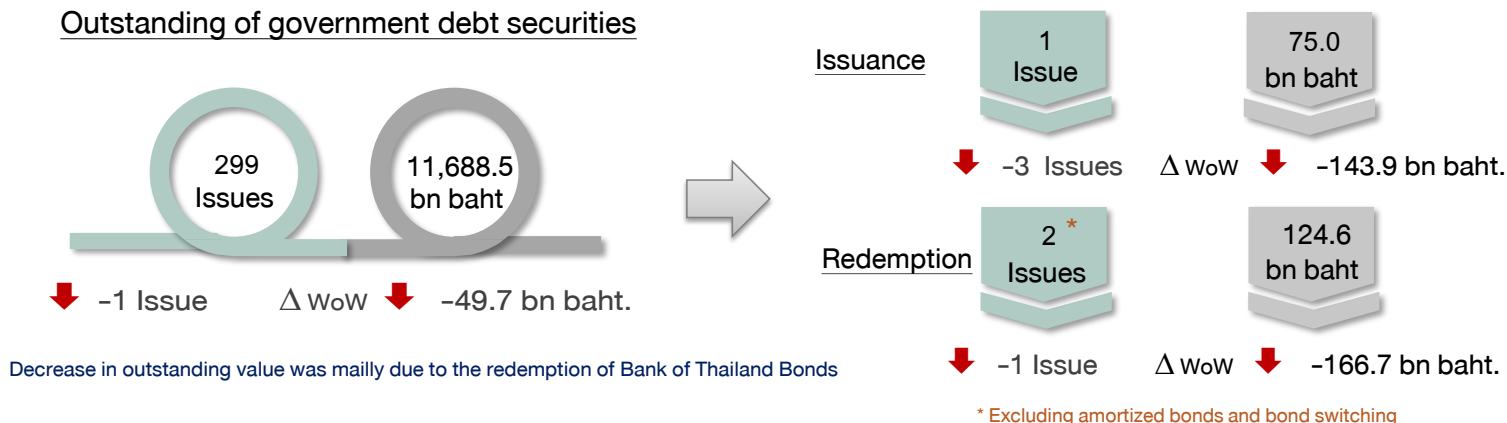 Outstanding of government debt securities
299
Issues
11,688.5
bn baht
-1 Issue
Δ WoW
-49.7 bn baht.
Decrease in outstanding value was mailly due to the redemption of Bank of Thailand Bonds
Issuance
1
Issue
75.0
bn baht
-3 Issues
Δ WoW
-143.9 bn baht.
Redemption
2 *
Issues
124.6
bn baht
-1 Issue
Δ WoW
-166.7 bn baht.
* Excluding amortized bonds and bond switching